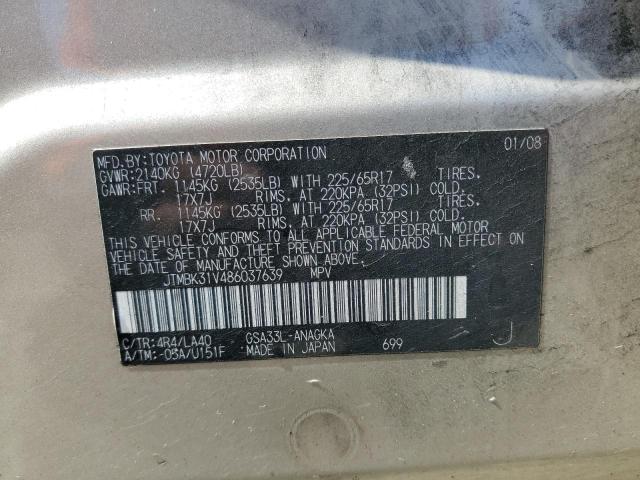 MFD.BY:TOYOTA MOTOR CORPORATION 01/08
GVWR:2140KG (4720LB)
GAWR:FRT. 1145KG (2535LB) WITH 225/65R17 TIRES.
17X7J RIMS. AT 220KPA (32PSI) COLD
RR. 1145KG (2535LB) WITH 225/65R17 TIRES.
17X7J RIMS. AT 220KPA (32PSI) COLD
THIS VEHICLE CONFORMS TO ALL APPLICABLE FEDERAL MOTOR
VEHICLE SAFETY AND THEFT PREVENTION STANDARDS IN EFFECT ON
THE DATE OF MANUFACTURE SHOWN ABOVE.
JTMBK31V486037639 MPV
C/TR:4R4/LA40 GSA33L-ANAGKA
A/TM:-03A/U151F MADE IN JAPAN 699 J